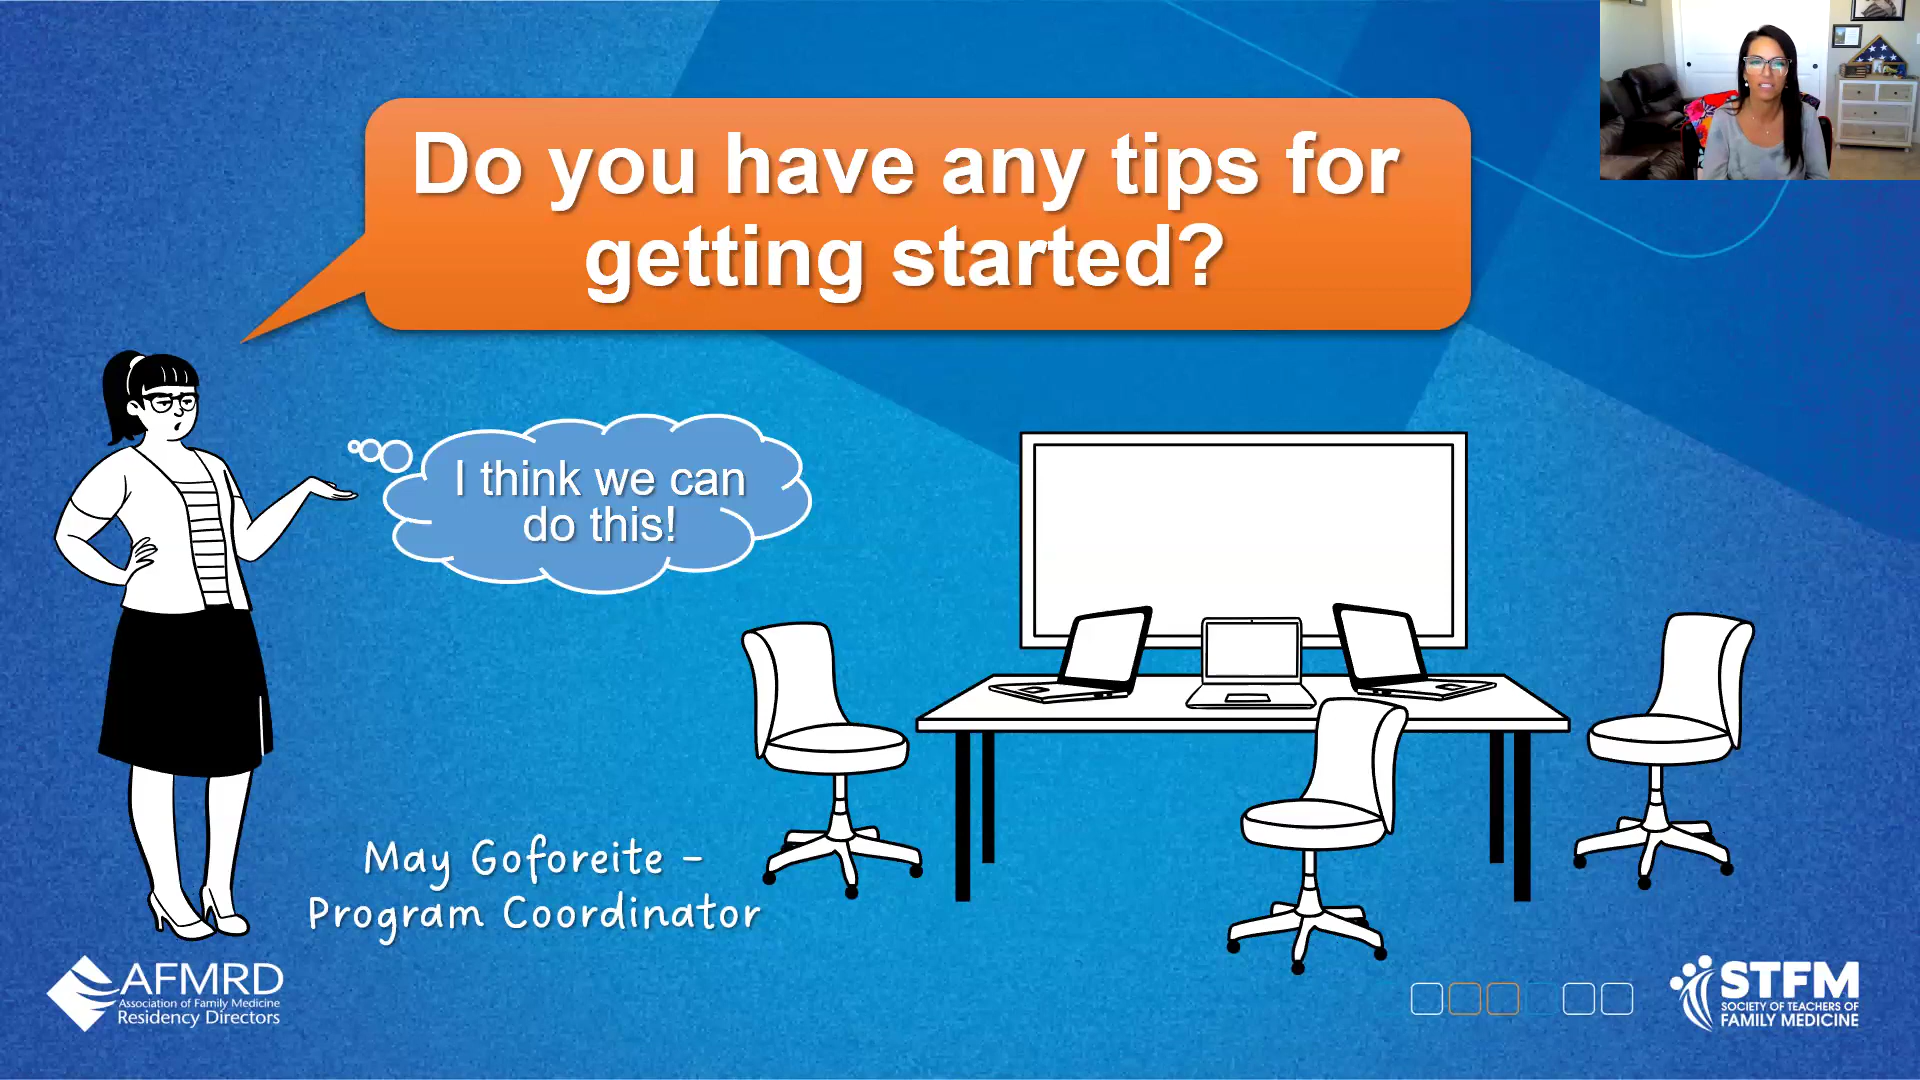 Do you have any tips for
getting started?
I think we can
do this!
May Goforeite -
Program Coordinator
AFMRD
Association of Family Medicine
Residency Directors
STFM
SOCIETY OF TEACHERS OF
FAMILY MEDICINE